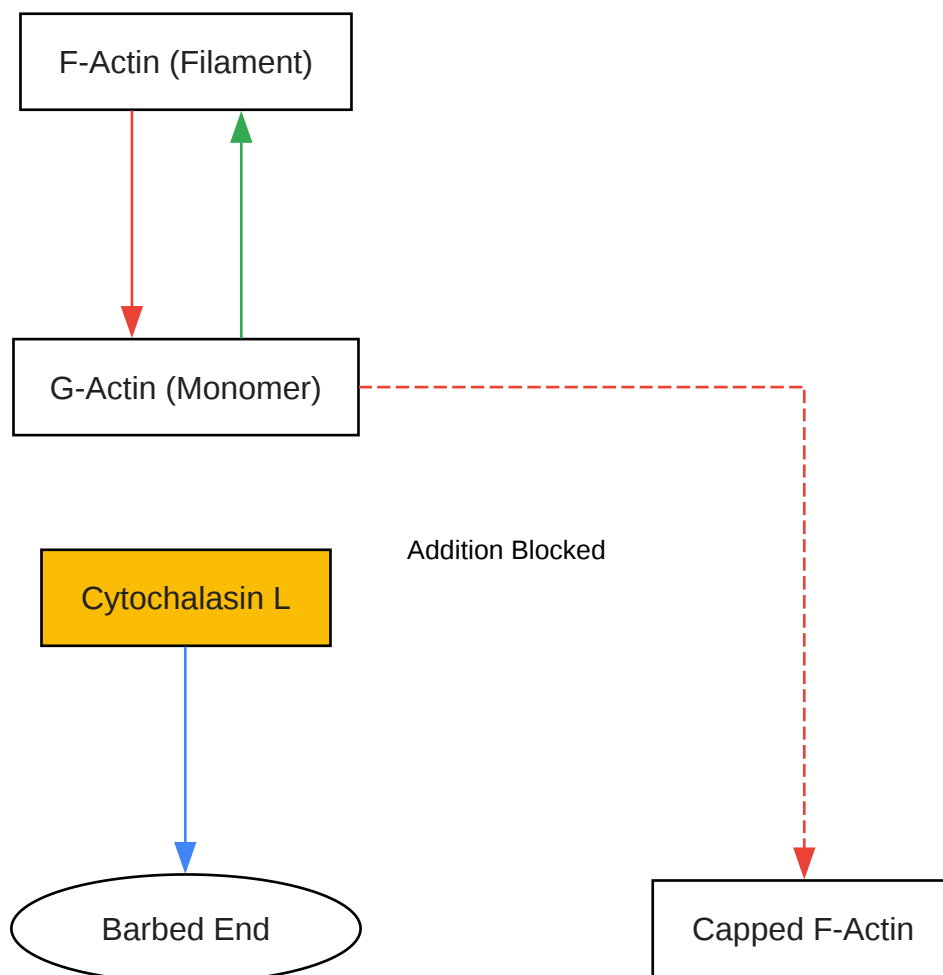 F-Actin (Filament)
G-Actin (Monomer)
Addition Blocked
Cytochalasin L
Barbed End
Capped F-Actin